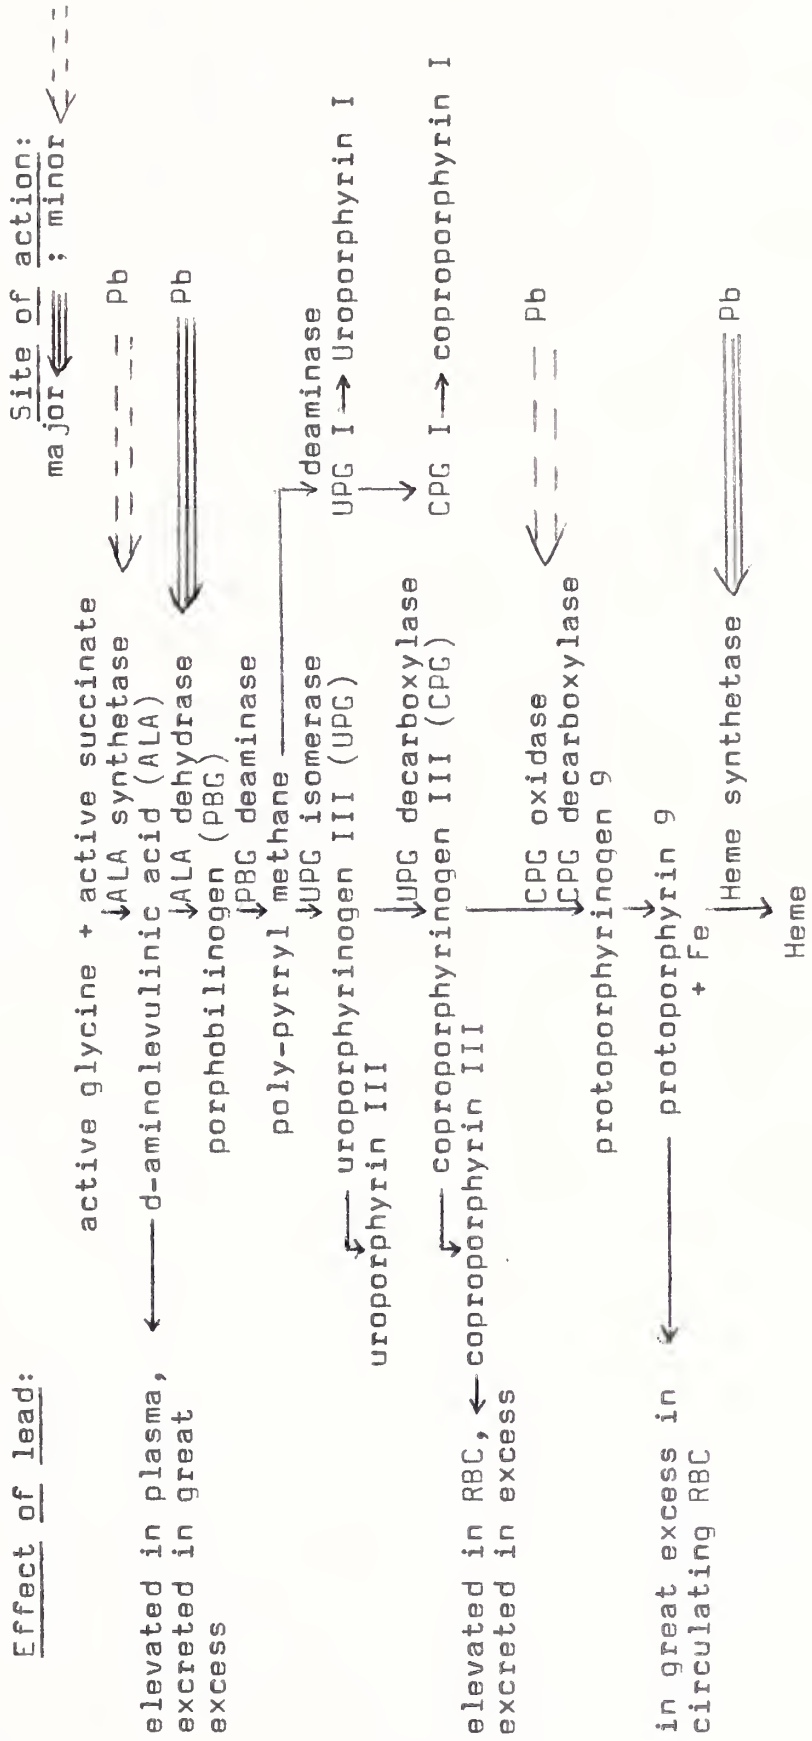 Effect of lead:
Site of action:
major ⇐ ; minor ⇐
active glycine + active succinate
↓ALA synthetase
Pb
elevated in plasma, ← d-aminolevulinic acid (ALA)
excreted in great
excess
↓ALA dehydrase
Pb
porphobilinogen (PBG)
↓PBG deaminase
poly-pyrryl methane
↓deaminase
↓UPG isomerase
uroporphyrinogen III (UPG)
UPG I → Uroporphyrin I
uroporphyrin III
↓UPG decarboxylase
coproporphyrinogen III (CPG)
CPG I → coproporphyrin I
elevated in RBC, ← coproporphyrin III
excreted in excess
CPG oxidase
Pb
CPG decarboxylase
protoporphyrinogen 9
in great excess in ← protoporphyrin 9
circulating RBC
+ Fe
Heme synthetase
Pb
Heme